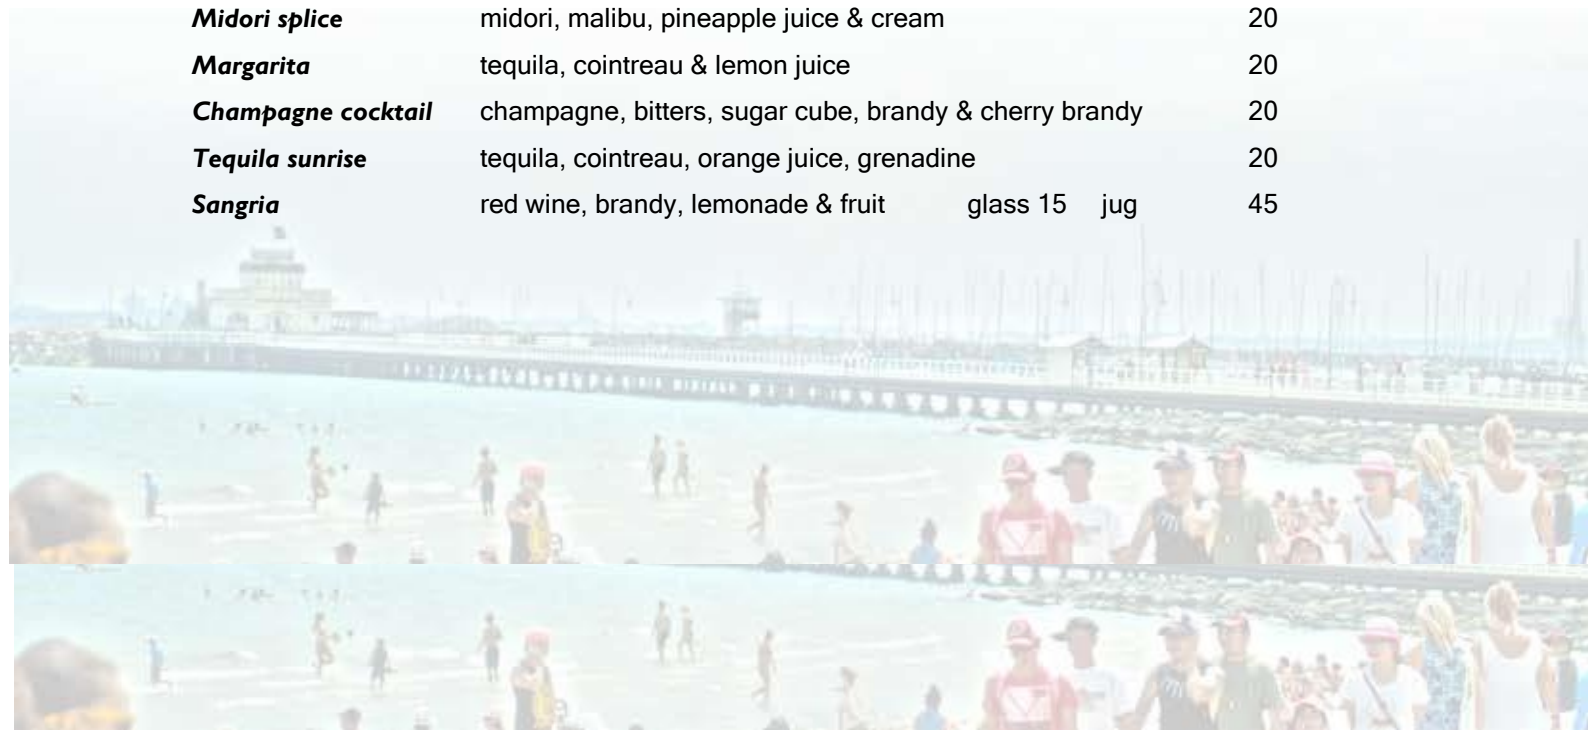 Midori splice midori, malibu, pineapple juice & cream 20
Margarita tequila, cointreau & lemon juice 20
Champagne cocktail champagne, bitters, sugar cube, brandy & cherry brandy 20
Tequila sunrise tequila, cointreau, orange juice, grenadine 20
Sangria red wine, brandy, lemonade & fruit glass 15 jug 45